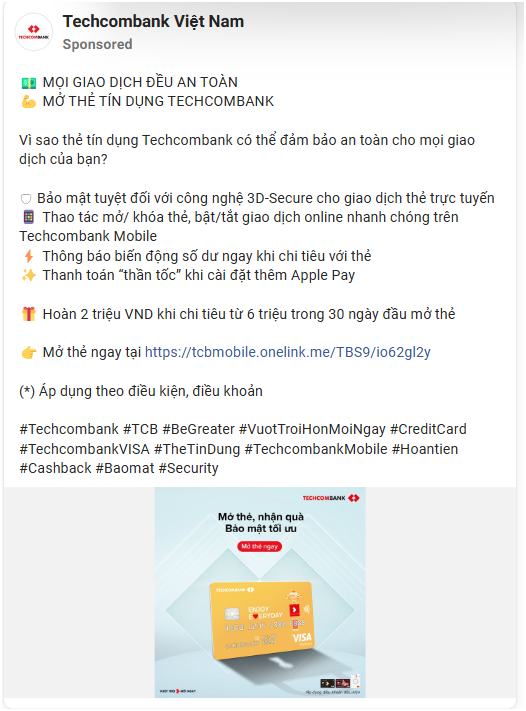 TECHCOMBANK
Techcombank Việt Nam
Sponsored
💵 MỌI GIAO DỊCH ĐỀU AN TOÀN
💪 MỞ THẺ TÍN DỤNG TECHCOMBANK
Vì sao thẻ tín dụng Techcombank có thể đảm bảo an toàn cho mọi giao
dịch của bạn?
🛡 Bảo mật tuyệt đối với công nghệ 3D-Secure cho giao dịch thẻ trực tuyến
📱 Thao tác mở/ khóa thẻ, bật/tắt giao dịch online nhanh chóng trên
Techcombank Mobile
⚡ Thông báo biến động số dư ngay khi chi tiêu với thẻ
✨ Thanh toán “thần tốc” khi cài đặt thêm Apple Pay
🎁 Hoàn 2 triệu VND khi chi tiêu từ 6 triệu trong 30 ngày đầu mở thẻ
👉 Mở thẻ ngay tại https://tcbmobile.onelink.me/TBS9/io62gl2y
(*) Áp dụng theo điều kiện, điều khoản
#Techcombank #TCB #BeGreater #VuotTroiHonMoiNgay #CreditCard
#TechcombankVISA #TheTinDung #TechcombankMobile #Hoantien
#Cashback #Baomat #Security
TECHCOMBANK
Mở thẻ, nhận quà
Bảo mật tối ưu
Mở thẻ ngay
TECHCOMBANK
ENJOY
EVERYDAY
VISA